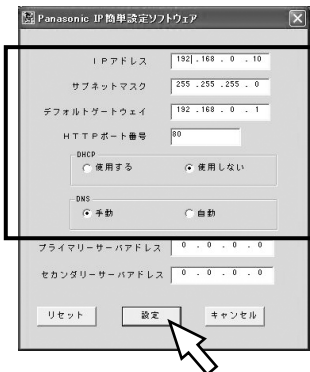 Panasonic IP簡単設定ソフトウェア
IPアドレス 192.168.0.10
サブネットマスク 255.255.255.0
デフォルトゲートウェイ 192.168.0.1
HTTPポート番号 80
DHCP
使用する 使用しない
DNS
手動 自動
プライマリーサーバアドレス 0.0.0.0
セカンダリーサーバアドレス 0.0.0.0
リセット 設定 キャンセル